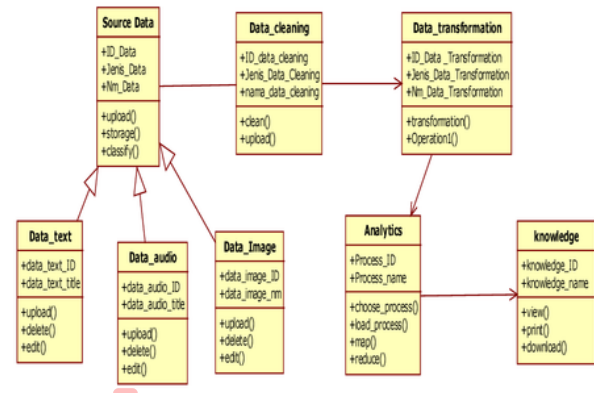 Source Data
+ID_Data
+Jenis_Data
+Nm_Data
+upload()
+storage()
+classify()
Data_cleaning
+ID_data_cleaning
+Jenis_Data_Cleaning
+nama_data_cleaning
+clean()
+upload()
Data_transformation
+ID_Data _Transformation
+Jenis_Data_Transformation
+Nm_Data_Transformation
+transformation()
+Operation1()
Data_text
+data_text_ID
+data_text_title
+upload()
+delete()
+edit()
Data_audio
+data_audio_ID
+data_audio_title
+upload()
+delete()
+edit()
Data_Image
+data_image_ID
+data_image_nm
+upload()
+delete()
+edit()
Analytics
+Process_ID
+Process_name
+choose_process()
+load_process()
+map()
+reduce()
knowledge
+knowledge_ID
+knowledge_name
+view()
+print()
+download()